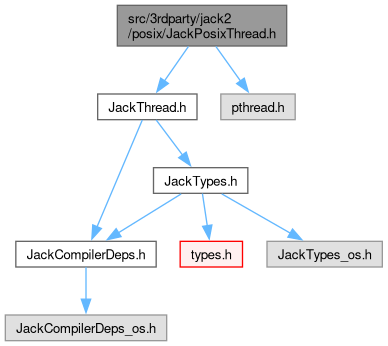 src/3rdparty/jack2
/posix/JackPosixThread.h
JackThread.h
pthread.h
JackTypes.h
JackCompilerDeps.h
types.h
JackTypes_os.h
JackCompilerDeps_os.h